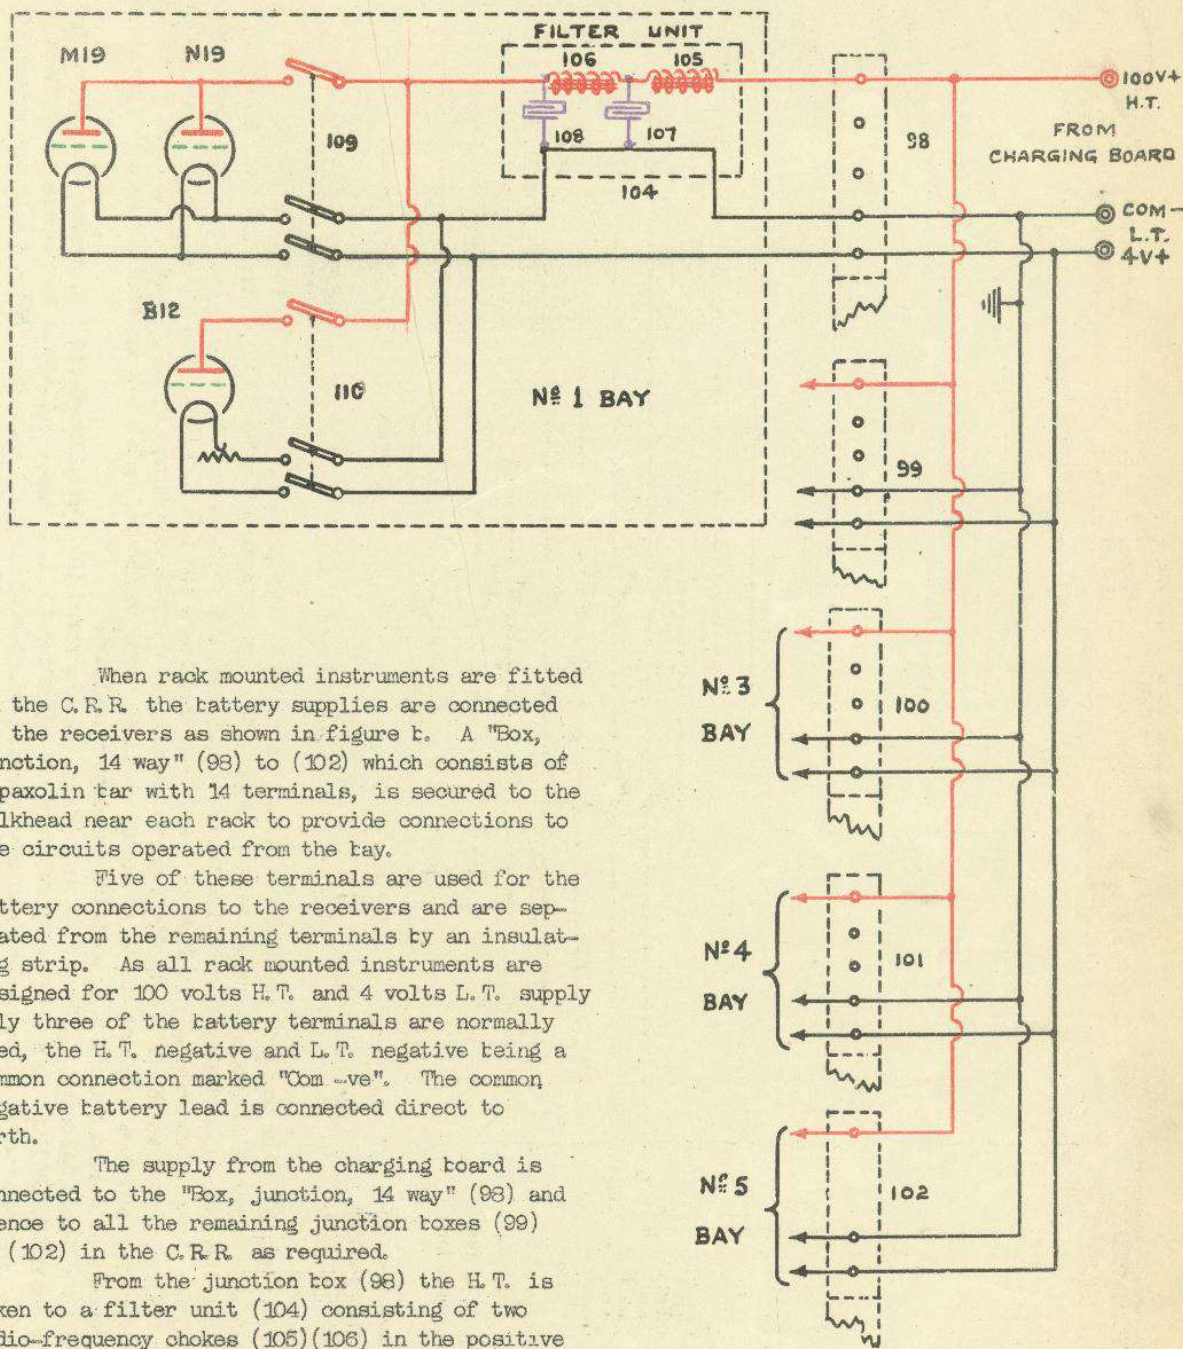 FILTER UNIT
M19 N19
106 105
100V+
H.T.
109
108 107
98
FROM
CHARGING BOARD
104
COM-
L.T.
4V+
B12
110
Nº 1 BAY
99
When rack mounted instruments are fitted
the C.R.R. the battery supplies are connected
the receivers as shown in figure b. A "Box,
nction, 14 way" (98) to (102) which consists of
paxolin bar with 14 terminals, is secured to the
lkhead near each rack to provide connections to
e circuits operated from the bay.
Five of these terminals are used for the
ttery connections to the receivers and are sep-
ated from the remaining terminals by an insulat-
g strip. As all rack mounted instruments are
signed for 100 volts H.T. and 4 volts L.T. supply
ly three of the battery terminals are normally
ed, the H.T. negative and L.T. negative being a
mmon connection marked "Com -ve". The common
gative battery lead is connected direct to
rth.
The supply from the charging board is
nnected to the "Box, junction, 14 way" (98) and
ence to all the remaining junction boxes (99)
(102) in the C.R.R. as required.
From the junction box (98) the H.T. is
ken to a filter unit (104) consisting of two
dio-frequency chokes (105)(106) in the positive
Nº 3
BAY
100
Nº 4
BAY
101
Nº 5
BAY
102